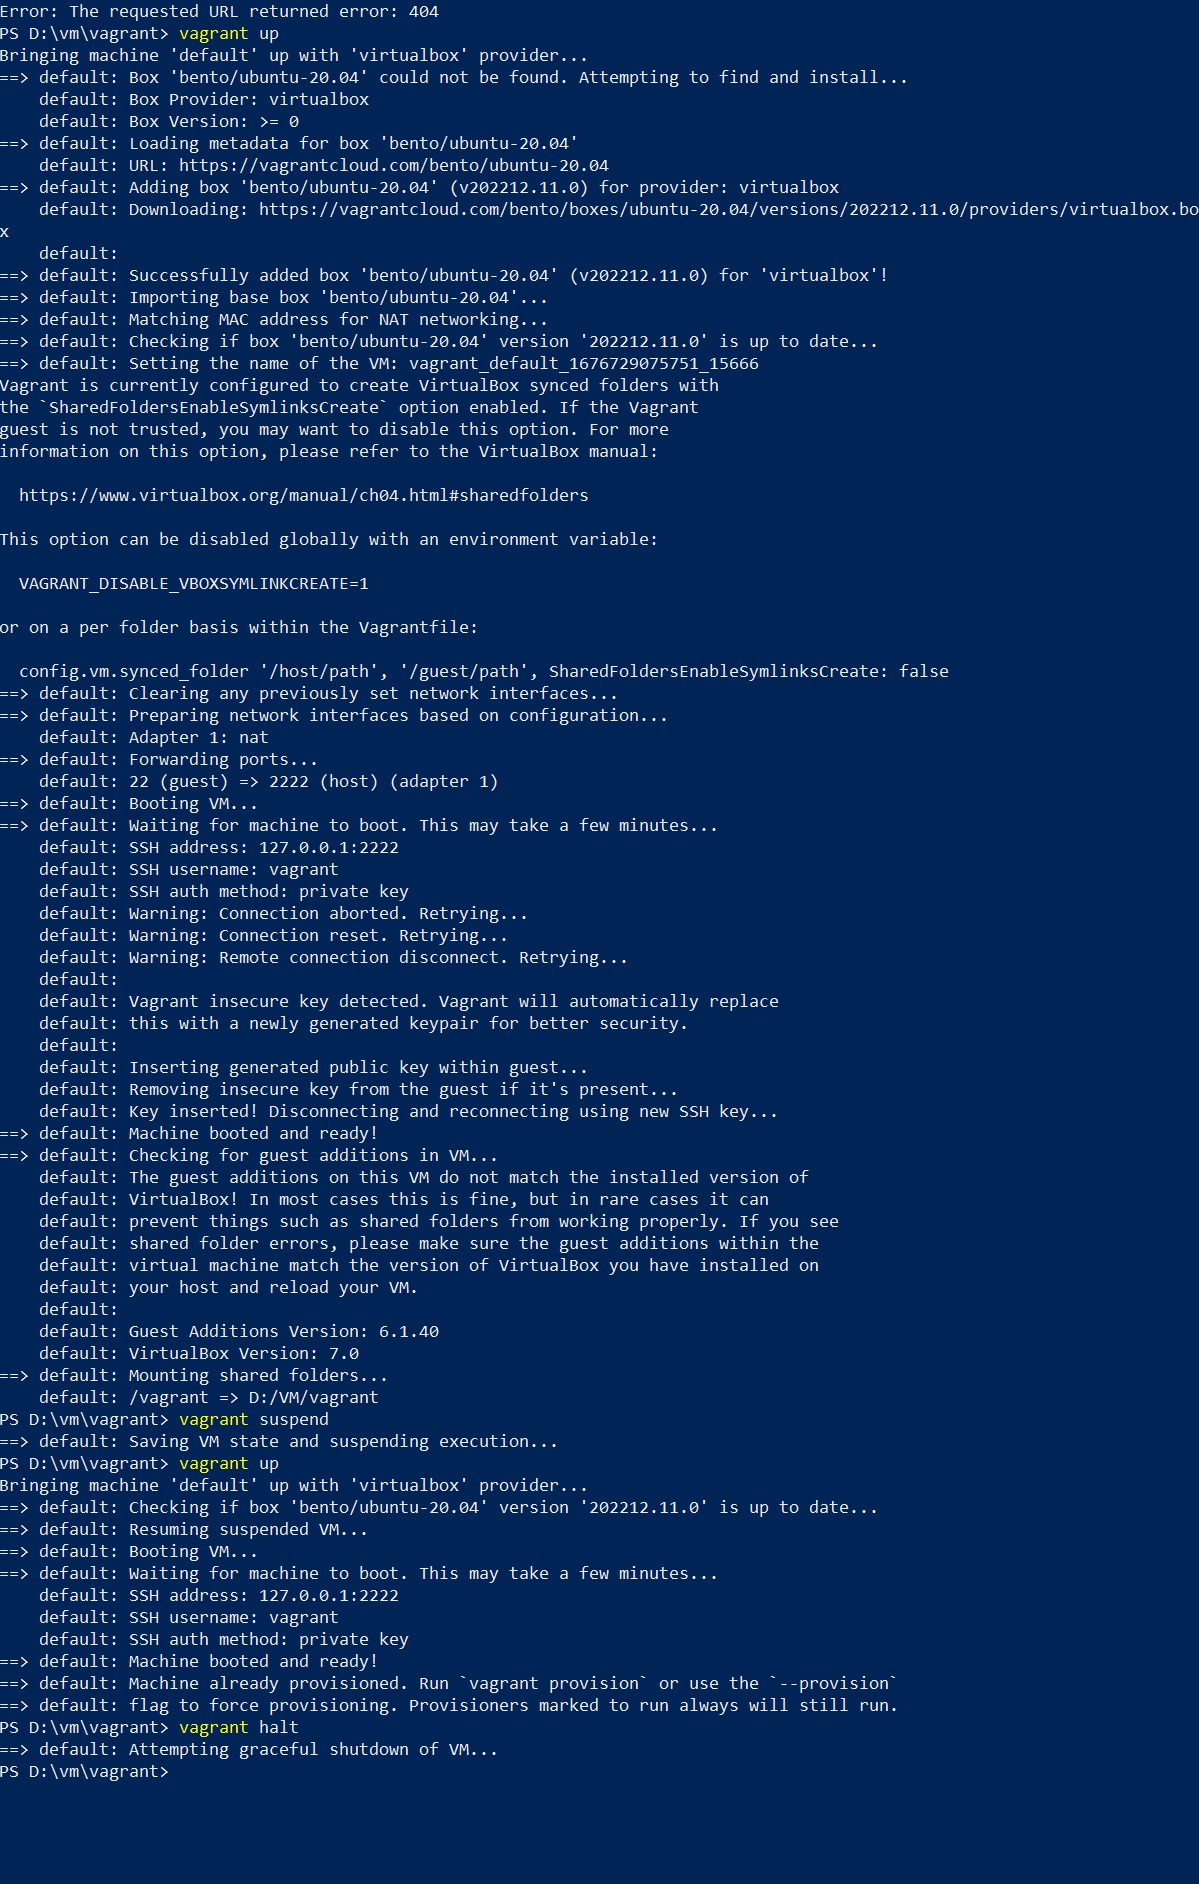 Error: The requested URL returned error: 404
PS D:\vm\vagrant> vagrant up
Bringing machine 'default' up with 'virtualbox' provider...
==> default: Box 'bento/ubuntu-20.04' could not be found. Attempting to find and install...
    default: Box Provider: virtualbox
    default: Box Version: >= 0
==> default: Loading metadata for box 'bento/ubuntu-20.04'
    default: URL: https://vagrantcloud.com/bento/ubuntu-20.04
==> default: Adding box 'bento/ubuntu-20.04' (v202212.11.0) for provider: virtualbox
    default: Downloading: https://vagrantcloud.com/bento/boxes/ubuntu-20.04/versions/202212.11.0/providers/virtualbox.bo
x
    default:
==> default: Successfully added box 'bento/ubuntu-20.04' (v202212.11.0) for 'virtualbox'!
==> default: Importing base box 'bento/ubuntu-20.04'...
==> default: Matching MAC address for NAT networking...
==> default: Checking if box 'bento/ubuntu-20.04' version '202212.11.0' is up to date...
==> default: Setting the name of the VM: vagrant_default_1676729075751_15666
Vagrant is currently configured to create VirtualBox synced folders with
the `SharedFoldersEnableSymlinksCreate` option enabled. If the Vagrant
guest is not trusted, you may want to disable this option. For more
information on this option, please refer to the VirtualBox manual:

  https://www.virtualbox.org/manual/ch04.html#sharedfolders

This option can be disabled globally with an environment variable:

  VAGRANT_DISABLE_VBOXSYMLINKCREATE=1

or on a per folder basis within the Vagrantfile:

  config.vm.synced_folder '/host/path', '/guest/path', SharedFoldersEnableSymlinksCreate: false
==> default: Clearing any previously set network interfaces...
==> default: Preparing network interfaces based on configuration...
    default: Adapter 1: nat
==> default: Forwarding ports...
    default: 22 (guest) => 2222 (host) (adapter 1)
==> default: Booting VM...
==> default: Waiting for machine to boot. This may take a few minutes...
    default: SSH address: 127.0.0.1:2222
    default: SSH username: vagrant
    default: SSH auth method: private key
    default: Warning: Connection aborted. Retrying...
    default: Warning: Connection reset. Retrying...
    default: Warning: Remote connection disconnect. Retrying...
    default:
    default: Vagrant insecure key detected. Vagrant will automatically replace
    default: this with a newly generated keypair for better security.
    default:
    default: Inserting generated public key within guest...
    default: Removing insecure key from the guest if it's present...
    default: Key inserted! Disconnecting and reconnecting using new SSH key...
==> default: Machine booted and ready!
==> default: Checking for guest additions in VM...
    default: The guest additions on this VM do not match the installed version of
    default: VirtualBox! In most cases this is fine, but in rare cases it can
    default: prevent things such as shared folders from working properly. If you see
    default: shared folder errors, please make sure the guest additions within the
    default: virtual machine match the version of VirtualBox you have installed on
    default: your host and reload your VM.
    default:
    default: Guest Additions Version: 6.1.40
    default: VirtualBox Version: 7.0
==> default: Mounting shared folders...
    default: /vagrant => D:/VM/vagrant
PS D:\vm\vagrant> vagrant suspend
==> default: Saving VM state and suspending execution...
PS D:\vm\vagrant> vagrant up
Bringing machine 'default' up with 'virtualbox' provider...
==> default: Checking if box 'bento/ubuntu-20.04' version '202212.11.0' is up to date...
==> default: Resuming suspended VM...
==> default: Booting VM...
==> default: Waiting for machine to boot. This may take a few minutes...
    default: SSH address: 127.0.0.1:2222
    default: SSH username: vagrant
    default: SSH auth method: private key
==> default: Machine booted and ready!
==> default: Machine already provisioned. Run `vagrant provision` or use the `--provision`
==> default: flag to force provisioning. Provisioners marked to run always will still run.
PS D:\vm\vagrant> vagrant halt
==> default: Attempting graceful shutdown of VM...
PS D:\vm\vagrant>